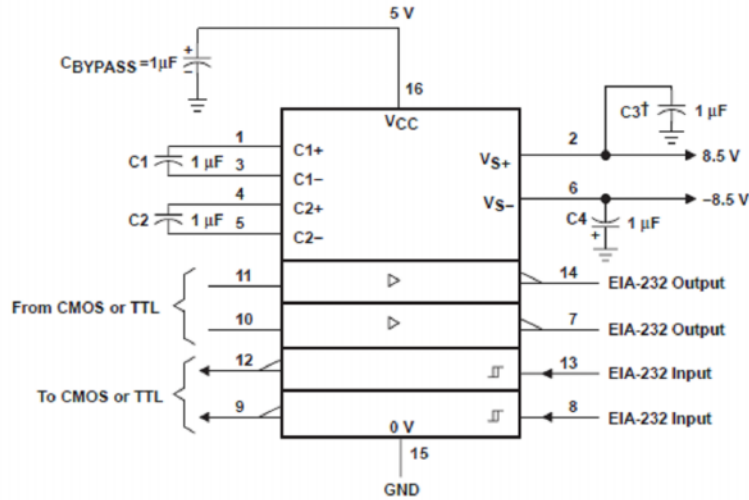 5 V
CBYPASS =1µF
+
−
16
VCC
C3† 1 µF
1
C1+
2
VS+
8.5 V
C1 1 µF
3
C1−
4
C2+
6
VS−
−8.5 V
C2 1 µF
5
C2−
C4 1 µF
+
11
14
EIA-232 Output
From CMOS or TTL
10
7
EIA-232 Output
12
13
EIA-232 Input
To CMOS or TTL
9
8
EIA-232 Input
0 V
15
GND